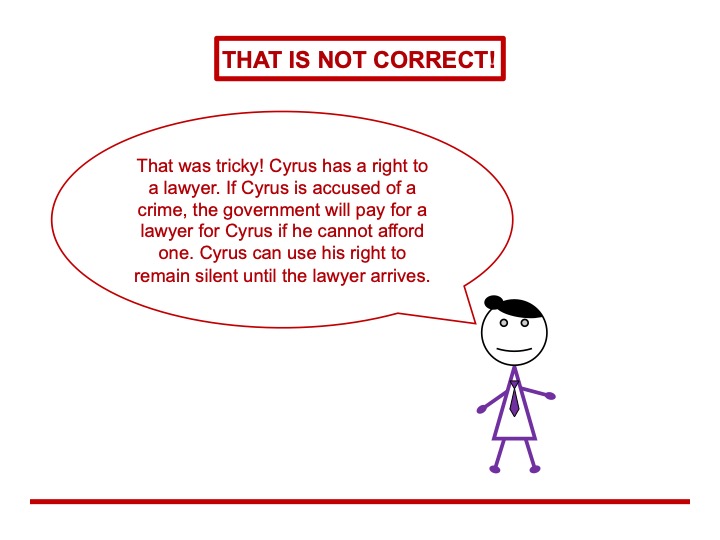 THAT IS NOT CORRECT!
That was tricky! Cyrus has a right to
a lawyer. If Cyrus is accused of a
crime, the government will pay for a
lawyer for Cyrus if he cannot afford
one. Cyrus can use his right to
remain silent until the lawyer arrives.